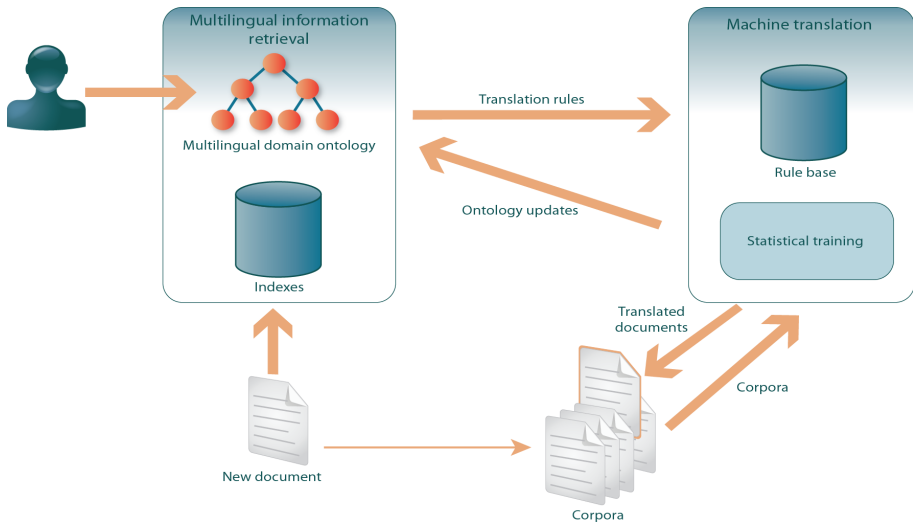 Multilingual information
retrieval
Multilingual domain ontology
Indexes
Translation rules
Ontology updates
Machine translation
Rule base
Statistical training
Translated
documents
Corpora
New document
Corpora